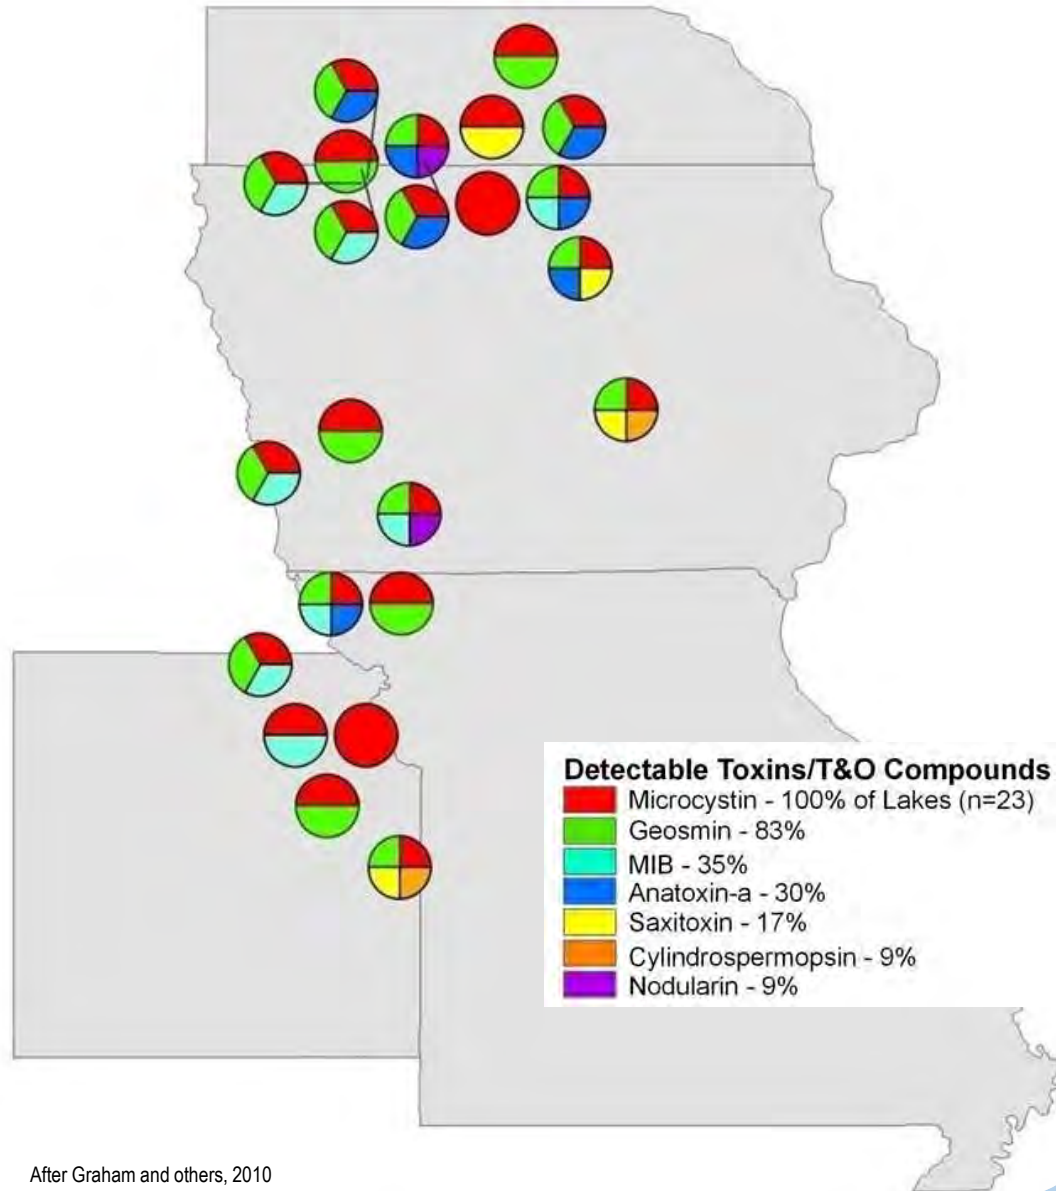 Detectable Toxins/T&O Compounds
Microcystin - 100% of Lakes (n=23)
Geosmin - 83%
MIB - 35%
Anatoxin-a - 30%
Saxitoxin - 17%
Cylindrospermopsin - 9%
Nodularin - 9%
After Graham and others, 2010